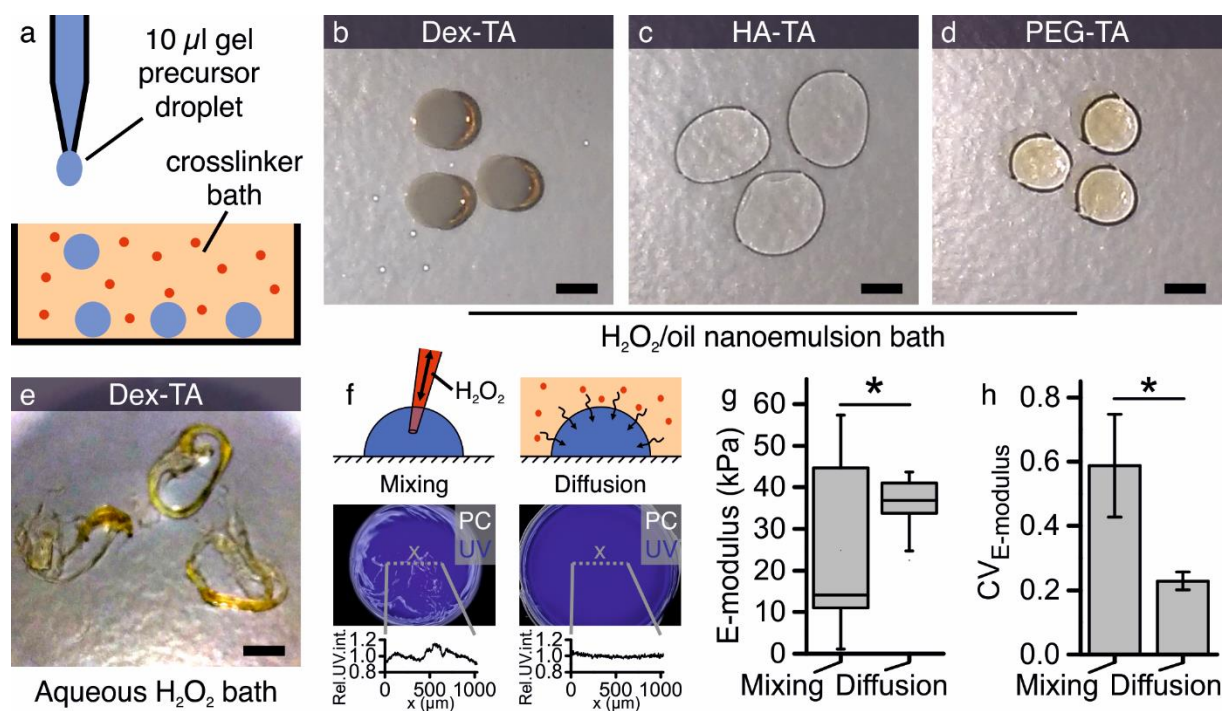 a
10 µl gel
precursor
droplet
crosslinker
bath
b
Dex-TA
c
HA-TA
d
PEG-TA
H₂O₂/oil nanoemulsion bath
e
Dex-TA
Aqueous H₂O₂ bath
f
H₂O₂
Mixing
Diffusion
PC
UV
x
PC
UV
x
Rel.UV.int.
1.2
1.0
0.8
0
500
1000
x (µm)
Rel.UV.int.
1.2
1.0
0.8
0
500
1000
x (µm)
g
*
E-modulus (kPa)
60
50
40
30
20
10
0
Mixing Diffusion
h
*
CV E-modulus
0.8
0.6
0.4
0.2
0.0
Mixing Diffusion